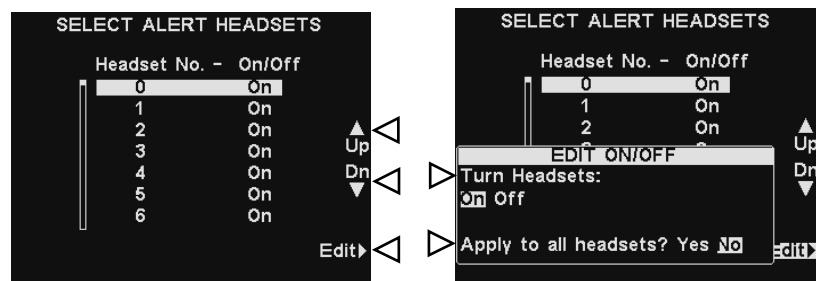 SELECT ALERT HEADSETS
Headset No. – On/Off
0 On
1 On
2 On
3 On
4 On
5 On
6 On
Up
Dn
Edit
SELECT ALERT HEADSETS
Headset No. – On/Off
0 On
1 On
2 On
Up
Dn
EDIT ON/OFF
Turn Headsets:
On Off
Apply to all headsets? Yes No
Edit